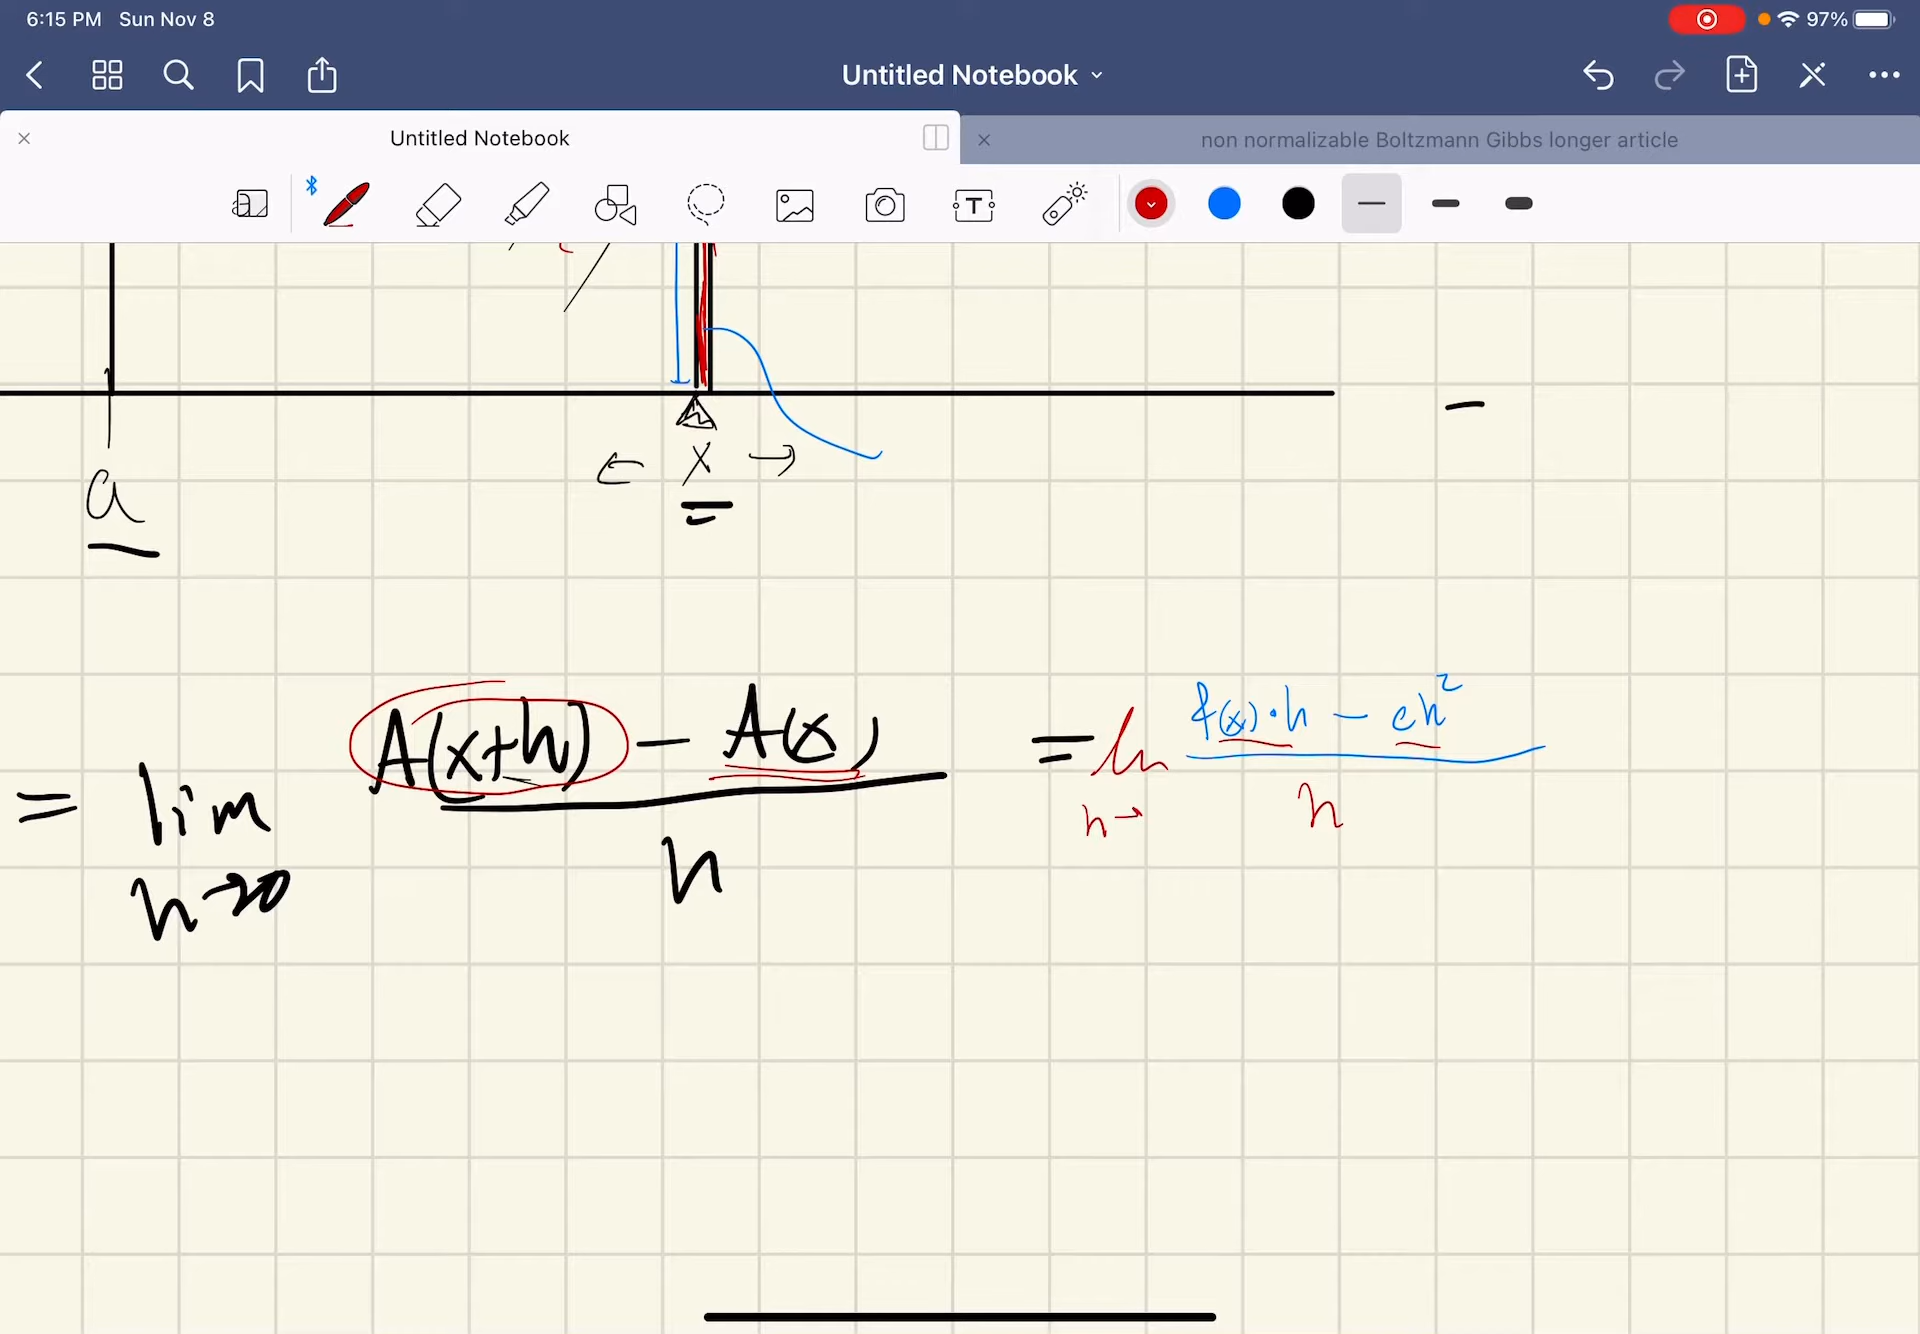 6:15 PM Sun Nov 8
97%
Untitled Notebook
Untitled Notebook
non normalizable Boltzmann Gibbs longer article
T
← x →
a
= lim h→0 A(x+h) - A(x) / h = lim h→ f(x)·h - ch² / h